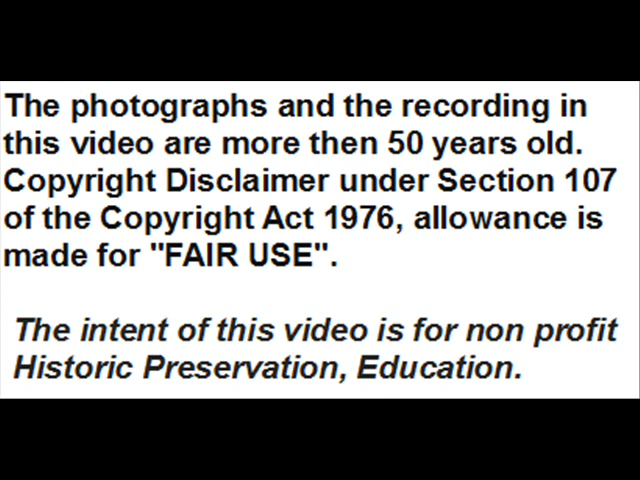 The photographs and the recording in
this video are more then 50 years old.
Copyright Disclaimer under Section 107
of the Copyright Act 1976, allowance is
made for "FAIR USE".
The intent of this video is for non profit
Historic Preservation, Education.